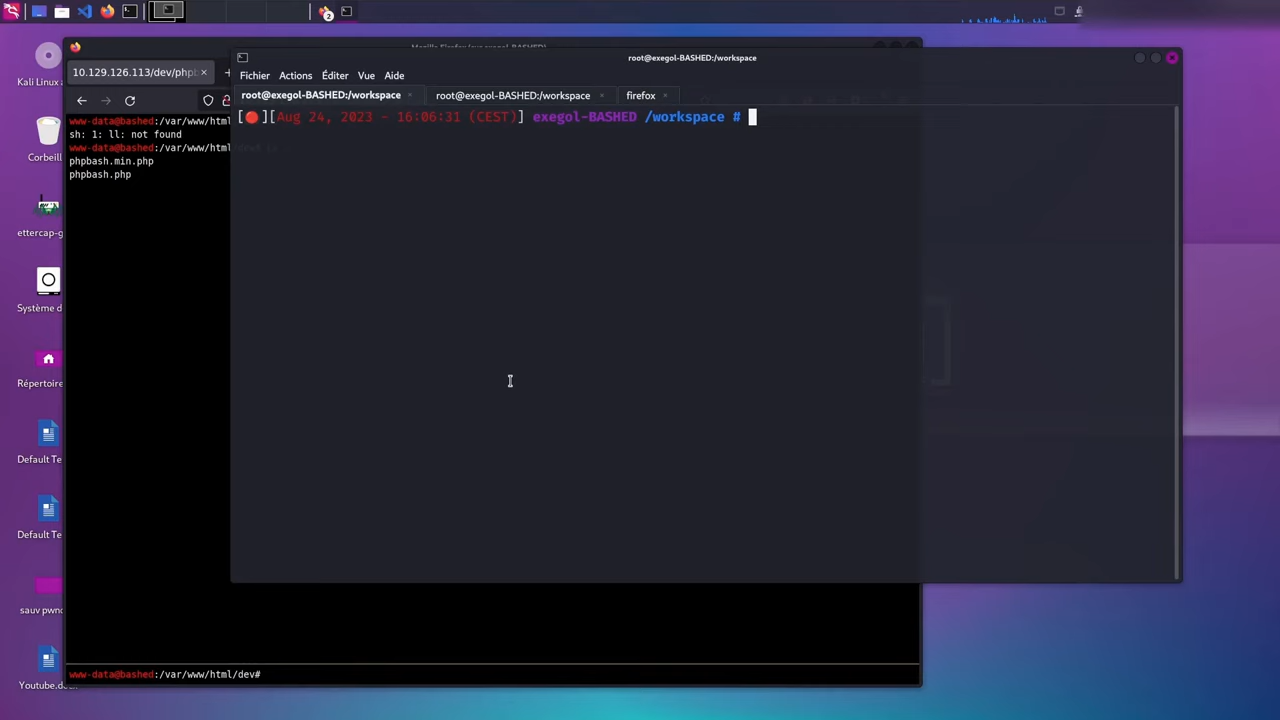 2
Kali Linux a
Corbeill
ettercap-g
Système d
Répertoire
Default Te
Default Te
sauv pwn
Youtube.do
10.129.126.113/dev/phpb
www-data@bashed:/var/www/html
sh: 1: ll: not found
www-data@bashed:/var/www/html
phpbash.min.php
phpbash.php
www-data@bashed:/var/www/html/dev#
root@exegol-BASHED:/workspace
Fichier Actions Éditer Vue Aide
root@exegol-BASHED:/workspace root@exegol-BASHED:/workspace firefox
[🔴][Aug 24, 2023 - 16:06:31 (CEST)] exegol-BASHED /workspace #